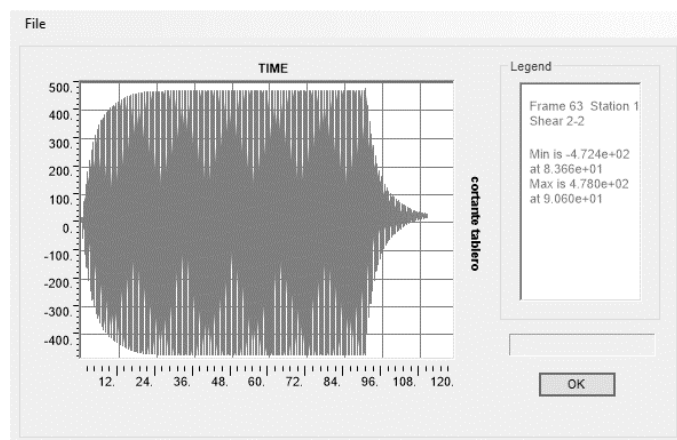 File
TIME
500.
400.
300.
200.
100.
0.
-100.
-200.
-300.
-400.
12. 24. 36. 48. 60. 72. 84. 96. 108. 120.
cortante tablero
Legend
Frame 63 Station 1
Shear 2-2
Min is -4.724e+02
at 8.366e+01
Max is 4.780e+02
at 9.060e+01
OK